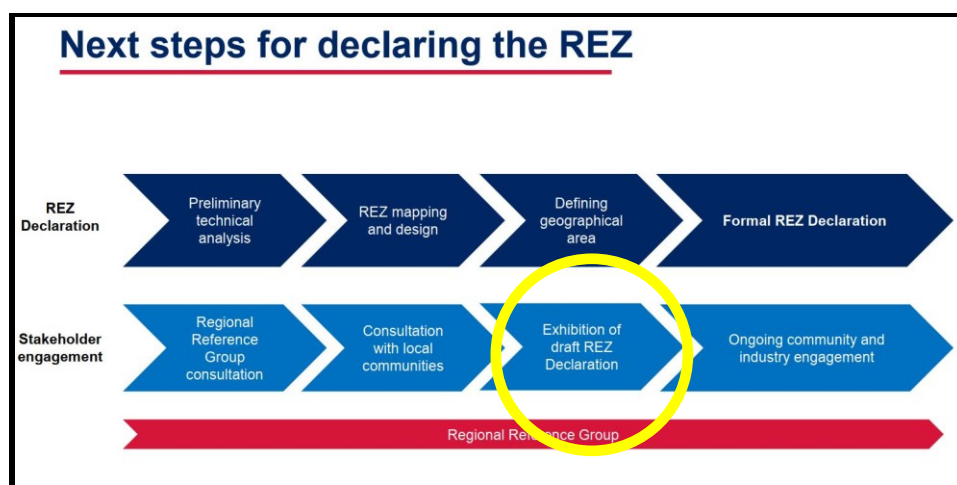 Next steps for declaring the REZ
REZ
Declaration
Preliminary
technical
analysis
REZ mapping
and design
Defining
geographical
area
Formal REZ Declaration
Stakeholder
engagement
Regional
Reference
Group
consultation
Consultation
with local
communities
Exhibition of
draft REZ
Declaration
Ongoing community and
industry engagement
Regional Reference Group